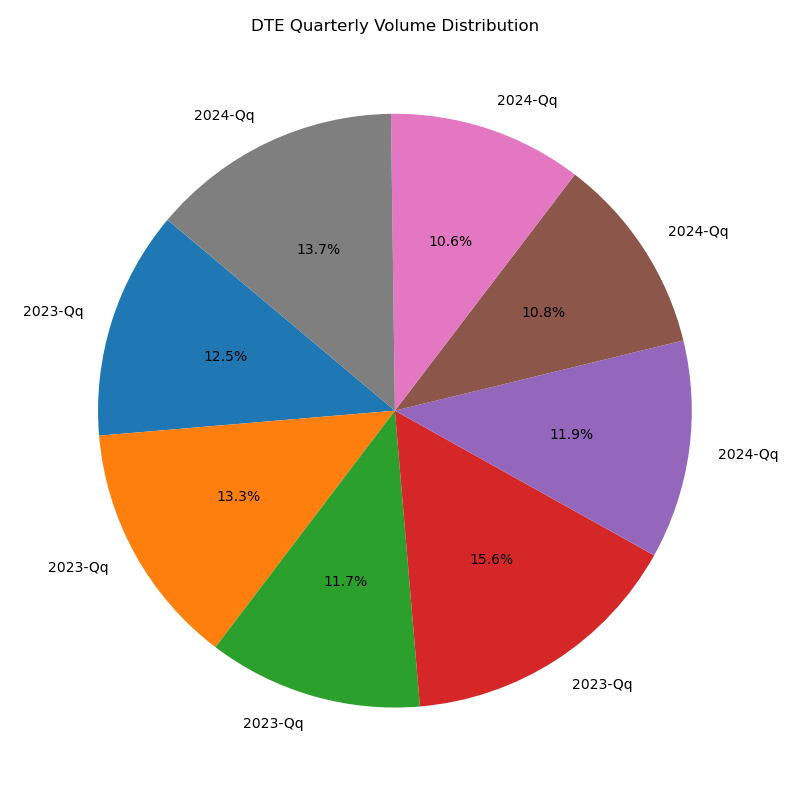 DTE Quarterly Volume Distribution
2024-Qq
2024-Qq
2024-Qq
13.7%
10.6%
2023-Qq
10.8%
12.5%
11.9%
2024-Qq
13.3%
15.6%
2023-Qq
11.7%
2023-Qq
2023-Qq